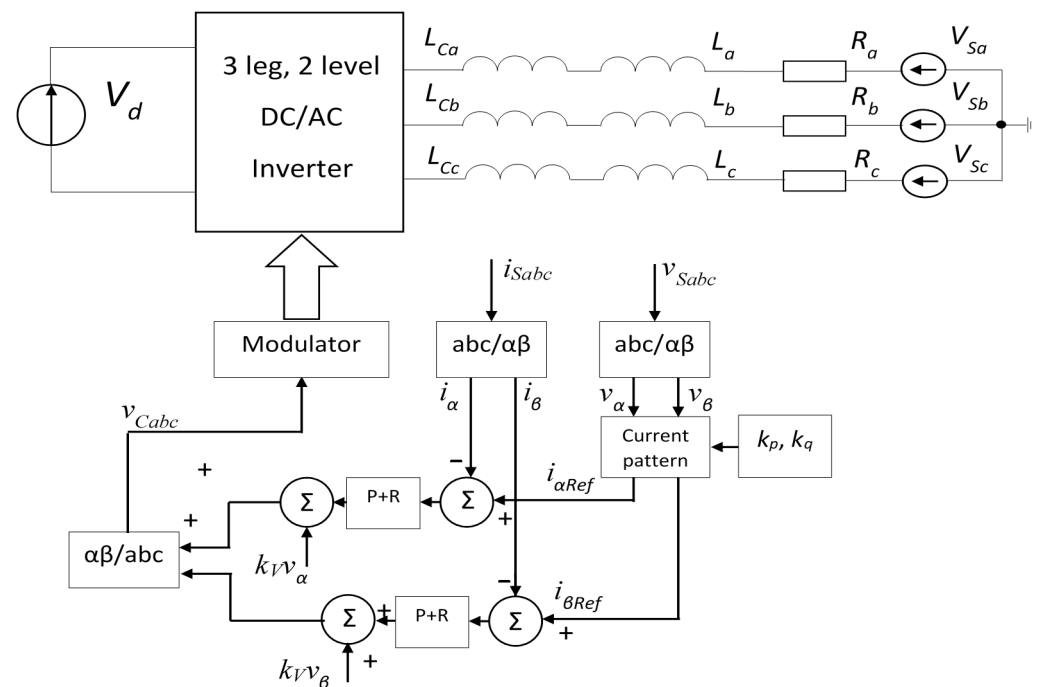 L_Ca L_a R_a V_Sa
3 leg, 2 level
DC/AC
Inverter
V_d
L_Cb L_b R_b V_Sb
L_Cc L_c R_c V_Sc
i_Sabc v_Sabc
Modulator abc/αβ abc/αβ
i_α i_β v_α v_β
v_Cabc
Current
pattern
k_p, k_q
+ −
i_αRef
Σ P+R Σ
+ +
αβ/abc
k_V v_α
− i_βRef
Σ + P+R Σ
+ +
k_V v_β